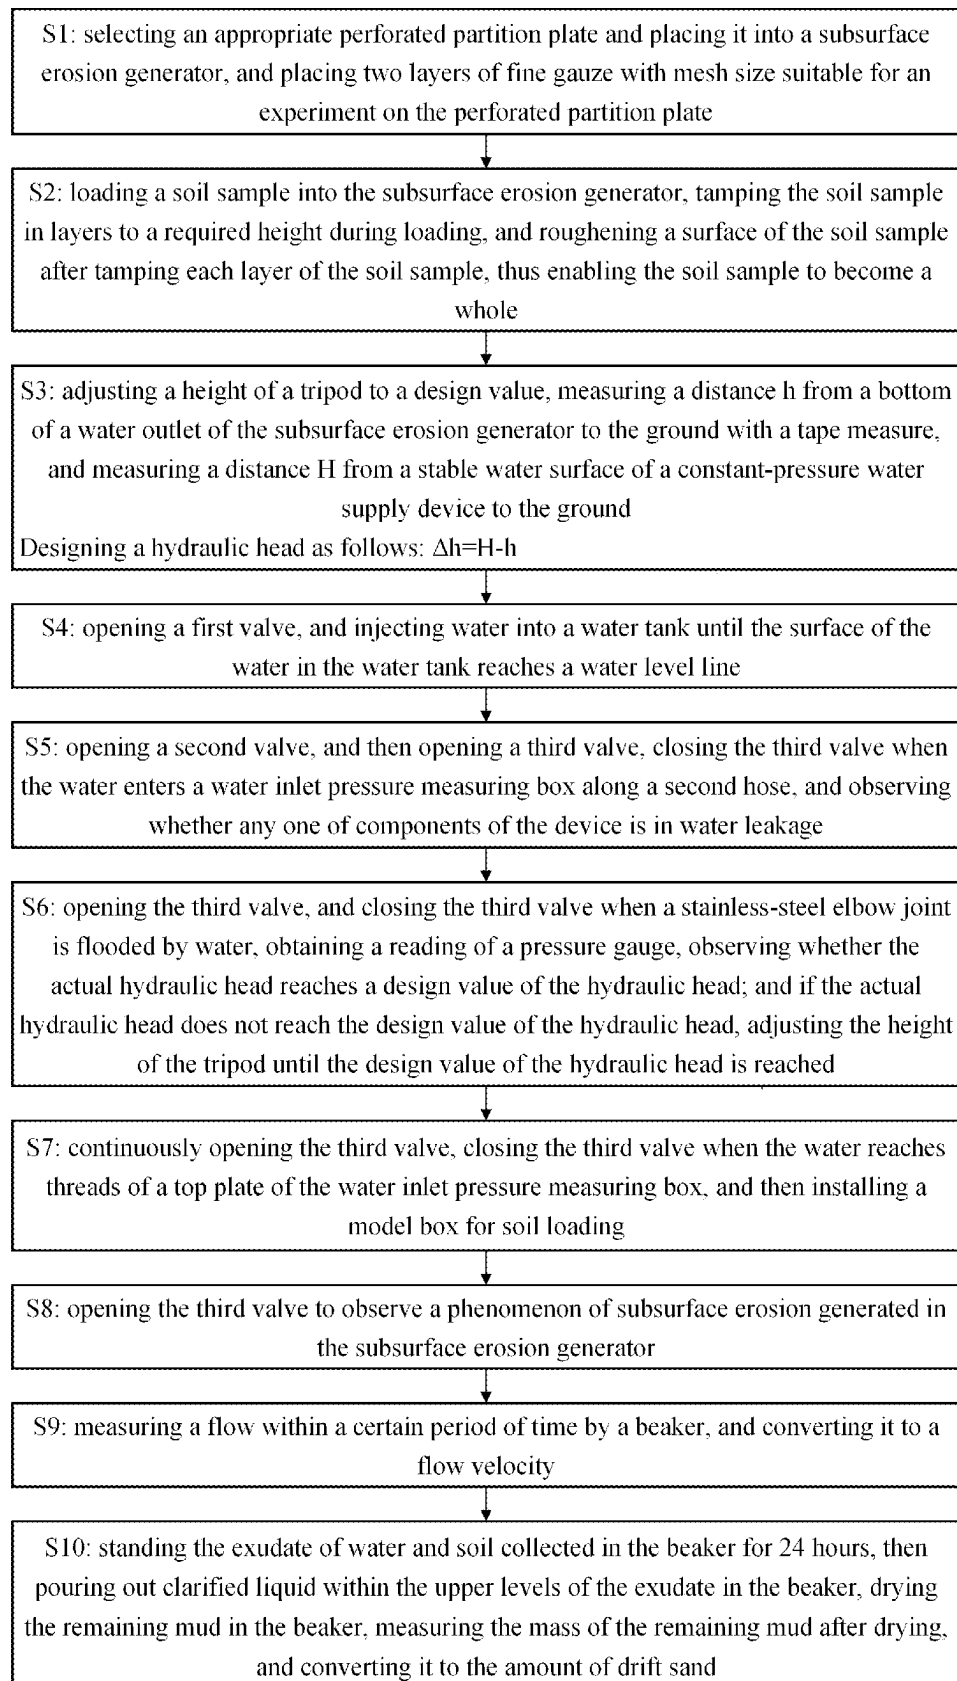 S1: selecting an appropriate perforated partition plate and placing it into a subsurface
erosion generator, and placing two layers of fine gauze with mesh size suitable for an
experiment on the perforated partition plate
S2: loading a soil sample into the subsurface erosion generator, tamping the soil sample
in layers to a required height during loading, and roughening a surface of the soil sample
after tamping each layer of the soil sample, thus enabling the soil sample to become a
whole
S3: adjusting a height of a tripod to a design value, measuring a distance h from a bottom
of a water outlet of the subsurface erosion generator to the ground with a tape measure,
and measuring a distance H from a stable water surface of a constant-pressure water
supply device to the ground
Designing a hydraulic head as follows: Δh=H-h
S4: opening a first valve, and injecting water into a water tank until the surface of the
water in the water tank reaches a water level line
S5: opening a second valve, and then opening a third valve, closing the third valve when
the water enters a water inlet pressure measuring box along a second hose, and observing
whether any one of components of the device is in water leakage
S6: opening the third valve, and closing the third valve when a stainless-steel elbow joint
is flooded by water, obtaining a reading of a pressure gauge, observing whether the
actual hydraulic head reaches a design value of the hydraulic head; and if the actual
hydraulic head does not reach the design value of the hydraulic head, adjusting the height
of the tripod until the design value of the hydraulic head is reached
S7: continuously opening the third valve, closing the third valve when the water reaches
threads of a top plate of the water inlet pressure measuring box, and then installing a
model box for soil loading
S8: opening the third valve to observe a phenomenon of subsurface erosion generated in
the subsurface erosion generator
S9: measuring a flow within a certain period of time by a beaker, and converting it to a
flow velocity
S10: standing the exudate of water and soil collected in the beaker for 24 hours, then
pouring out clarified liquid within the upper levels of the exudate in the beaker, drying
the remaining mud in the beaker, measuring the mass of the remaining mud after drying,
and converting it to the amount of drift sand